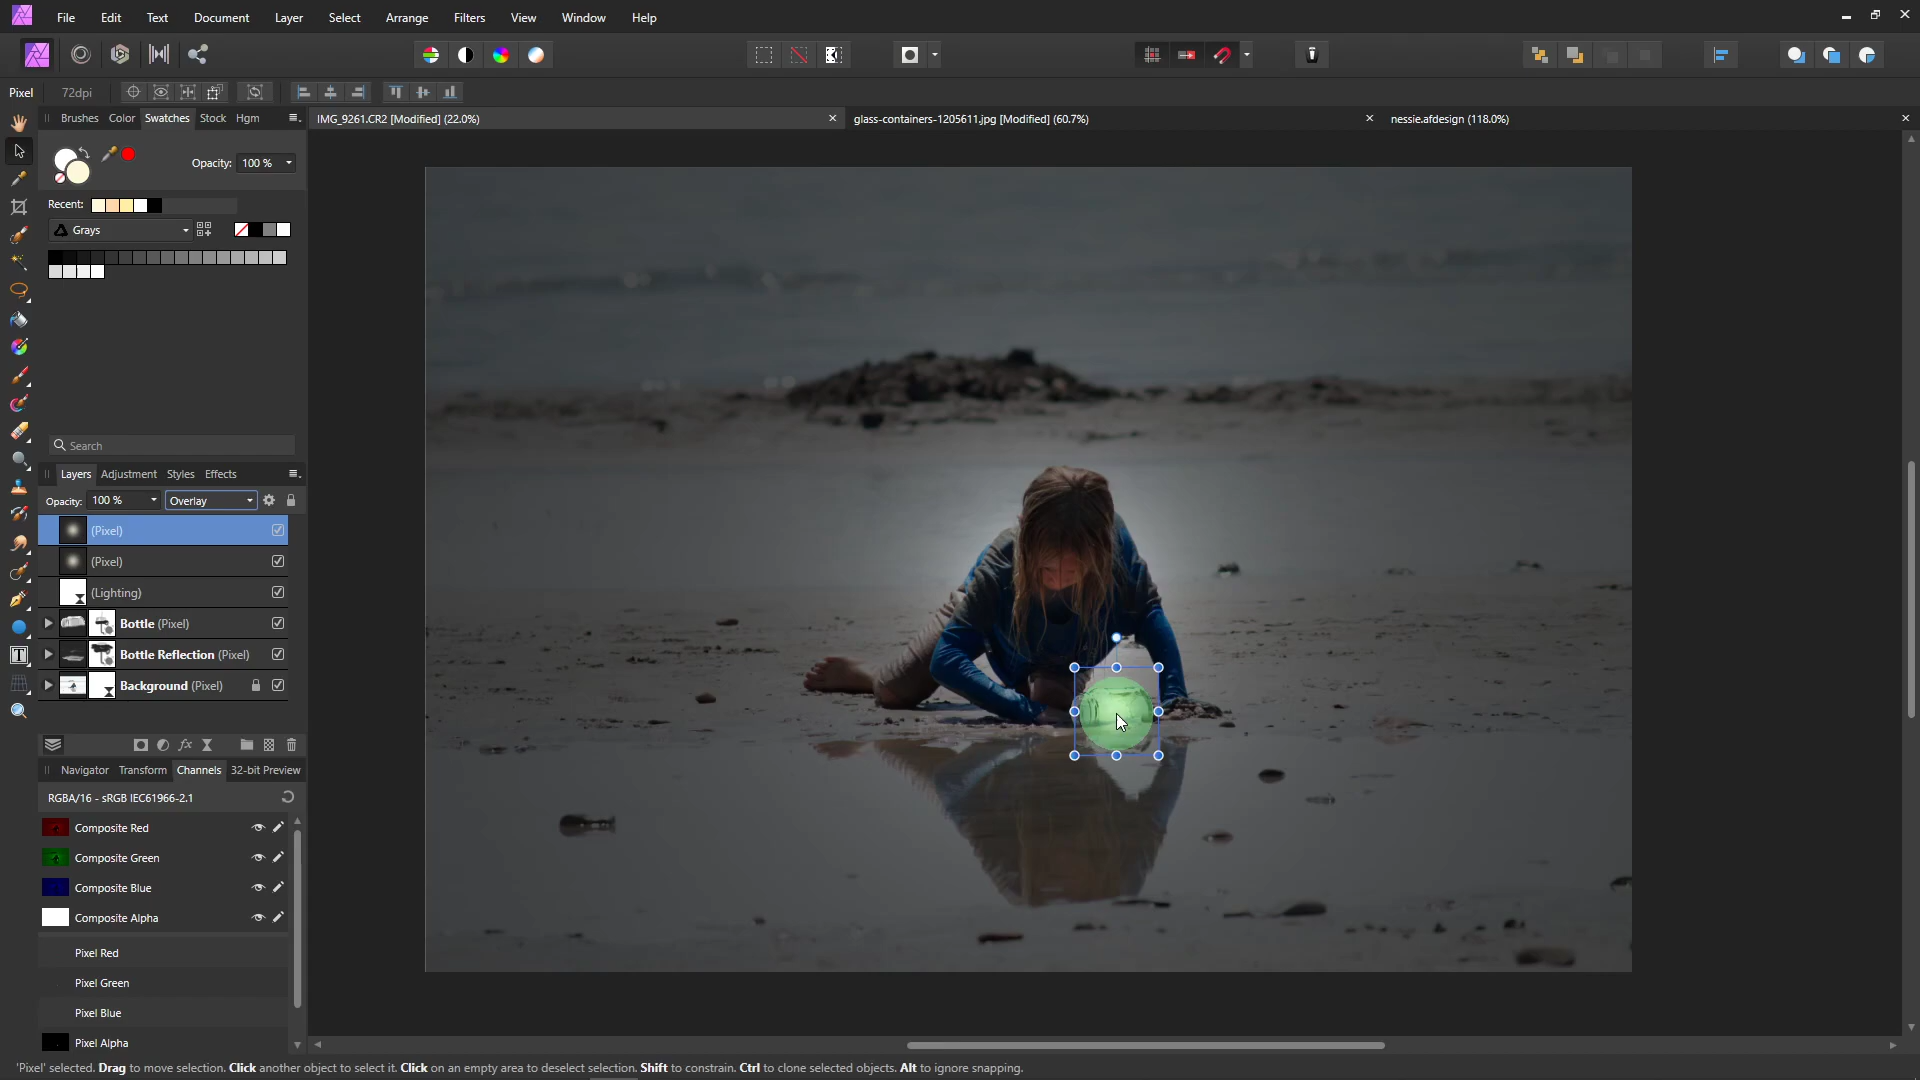 File Edit Text Document Layer Select Arrange Filters View Window Help
Pixel 72dpi
Brushes Color Swatches Stock Hgm
IMG_9261.CR2 [Modified] (22.0%)
glass-containers-1205611.jpg [Modified] (60.7%)
nessie.afdesign (118.0%)
Opacity: 100 %
Recent:
Grays
Search
Layers Adjustment Styles Effects
Opacity: 100 % Overlay
(Pixel)
(Pixel)
(Lighting)
Bottle (Pixel)
Bottle Reflection (Pixel)
Background (Pixel)
Navigator Transform Channels 32-bit Preview
RGBA/16 - sRGB IEC61966-2.1
Composite Red
Composite Green
Composite Blue
Composite Alpha
Pixel Red
Pixel Green
Pixel Blue
Pixel Alpha
'Pixel' selected. Drag to move selection. Click another object to select it. Click on an empty area to deselect selection. Shift to constrain. Ctrl to clone selected objects. Alt to ignore snapping.